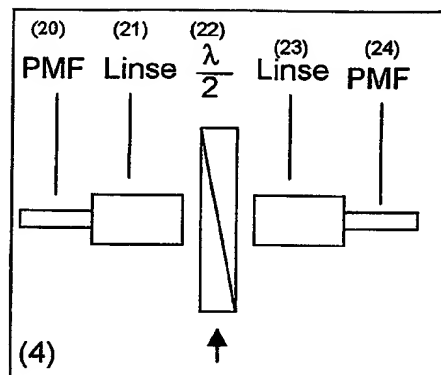 (20) (21) (22) (23) (24)
PMF Linse λ/2 Linse PMF
(4)